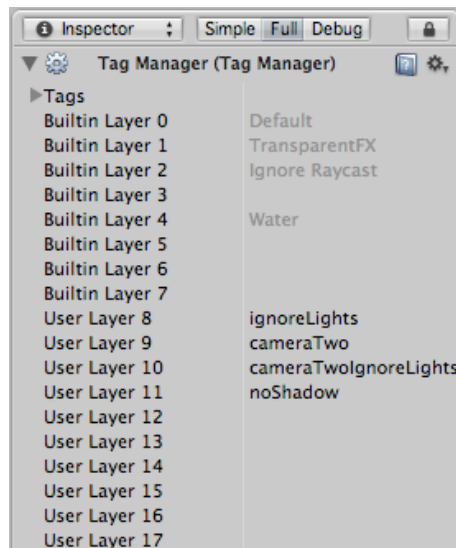 Inspector Simple Full Debug
Tag Manager (Tag Manager)
Tags
Builtin Layer 0 Default
Builtin Layer 1 TransparentFX
Builtin Layer 2 Ignore Raycast
Builtin Layer 3
Builtin Layer 4 Water
Builtin Layer 5
Builtin Layer 6
Builtin Layer 7
User Layer 8 ignoreLights
User Layer 9 cameraTwo
User Layer 10 cameraTwoIgnoreLights
User Layer 11 noShadow
User Layer 12
User Layer 13
User Layer 14
User Layer 15
User Layer 16
User Layer 17